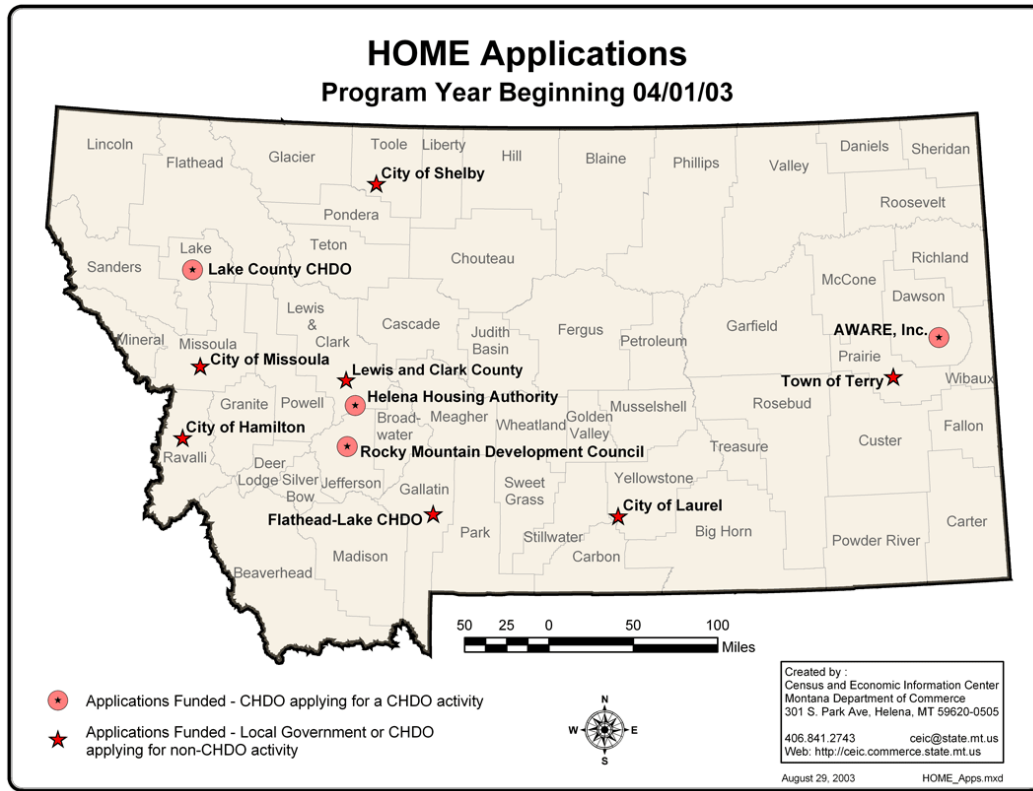 HOME Applications
Program Year Beginning 04/01/03
Lincoln
Flathead
Glacier
Toole
Liberty
Hill
Blaine
Phillips
Valley
Daniels
Sheridan
City of Shelby
Roosevelt
Pondera
Lake
Teton
Chouteau
Richland
Sanders
Lake County CHDO
McCone
Dawson
Lewis
&
Clark
Cascade
Judith
Basin
Fergus
Petroleum
Garfield
AWARE, Inc.
Mineral
Missoula
City of Missoula
Prairie
Lewis and Clark County
Town of Terry
Wibaux
Helena Housing Authority
Granite
Powell
Broad-
water
Meagher
Wheatland
Golden
Valley
Musselshell
Rosebud
City of Hamilton
Fallon
Ravalli
Rocky Mountain Development Council
Treasure
Custer
Deer
Lodge
Silver
Bow
Jefferson
Gallatin
Sweet
Grass
Yellowstone
Flathead-Lake CHDO
City of Laurel
Park
Stillwater
Big Horn
Carter
Madison
Carbon
Powder River
Beaverhead
50 25 0 50 100
Miles
Applications Funded - CHDO applying for a CHDO activity
Applications Funded - Local Government or CHDO
applying for non-CHDO activity
N
W E
S
Created by :
Census and Economic Information Center
Montana Department of Commerce
301 S. Park Ave, Helena, MT 59620-0505
406.841.2743 ceic@state.mt.us
Web: http://ceic.commerce.state.mt.us
August 29, 2003 HOME_Apps.mxd